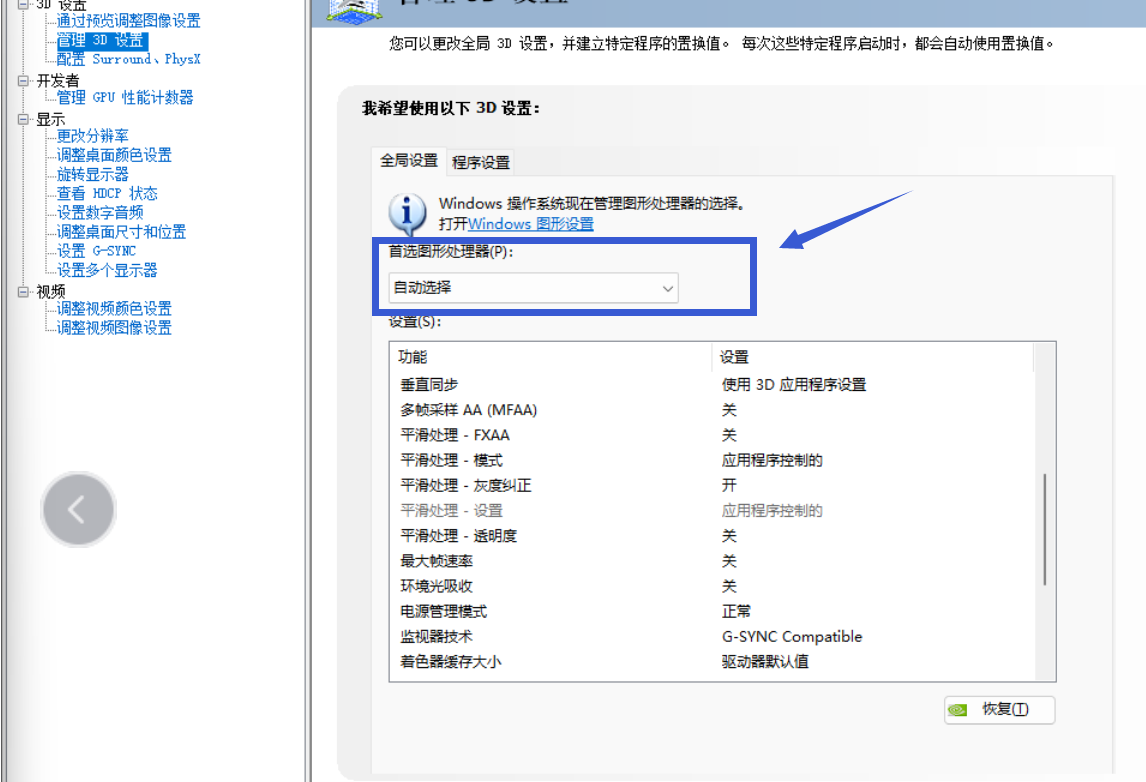 3D 设置
通过预览调整图像设置
管理 3D 设置
配置 Surround、PhysX
开发者
管理 GPU 性能计数器
显示
更改分辨率
调整桌面颜色设置
旋转显示器
查看 HDCP 状态
设置数字音频
调整桌面尺寸和位置
设置 G-SYNC
设置多个显示器
视频
调整视频颜色设置
调整视频图像设置
管理 3D 设置
您可以更改全局 3D 设置，并建立特定程序的置换值。 每次这些特定程序启动时，都会自动使用置换值。
我希望使用以下 3D 设置：
全局设置 程序设置
Windows 操作系统现在管理图形处理器的选择。
打开Windows 图形设置
首选图形处理器(P):
自动选择
设置(S):
功能 设置
垂直同步 使用 3D 应用程序设置
多帧采样 AA (MFAA) 关
平滑处理 - FXAA 关
平滑处理 - 模式 应用程序控制的
平滑处理 - 灰度纠正 开
平滑处理 - 设置 应用程序控制的
平滑处理 - 透明度 关
最大帧速率 关
环境光吸收 关
电源管理模式 正常
监视器技术 G-SYNC Compatible
着色器缓存大小 驱动器默认值
恢复(T)